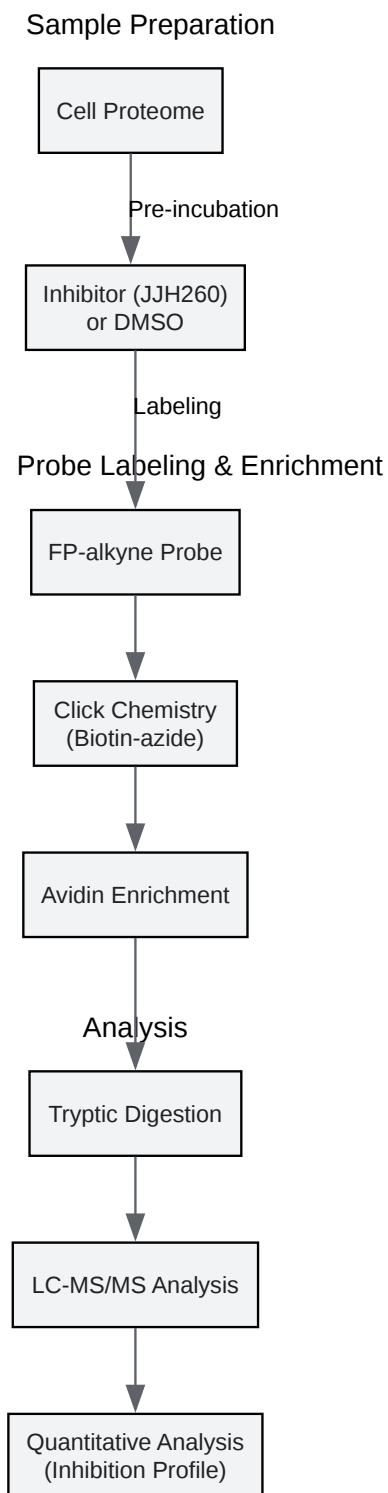 Sample Preparation
Cell Proteome
Pre-incubation
Inhibitor (JJH260)
or DMSO
Labeling
Probe Labeling & Enrichment
FP-alkyne Probe
Click Chemistry
(Biotin-azide)
Avidin Enrichment
Analysis
Tryptic Digestion
LC-MS/MS Analysis
Quantitative Analysis
(Inhibition Profile)